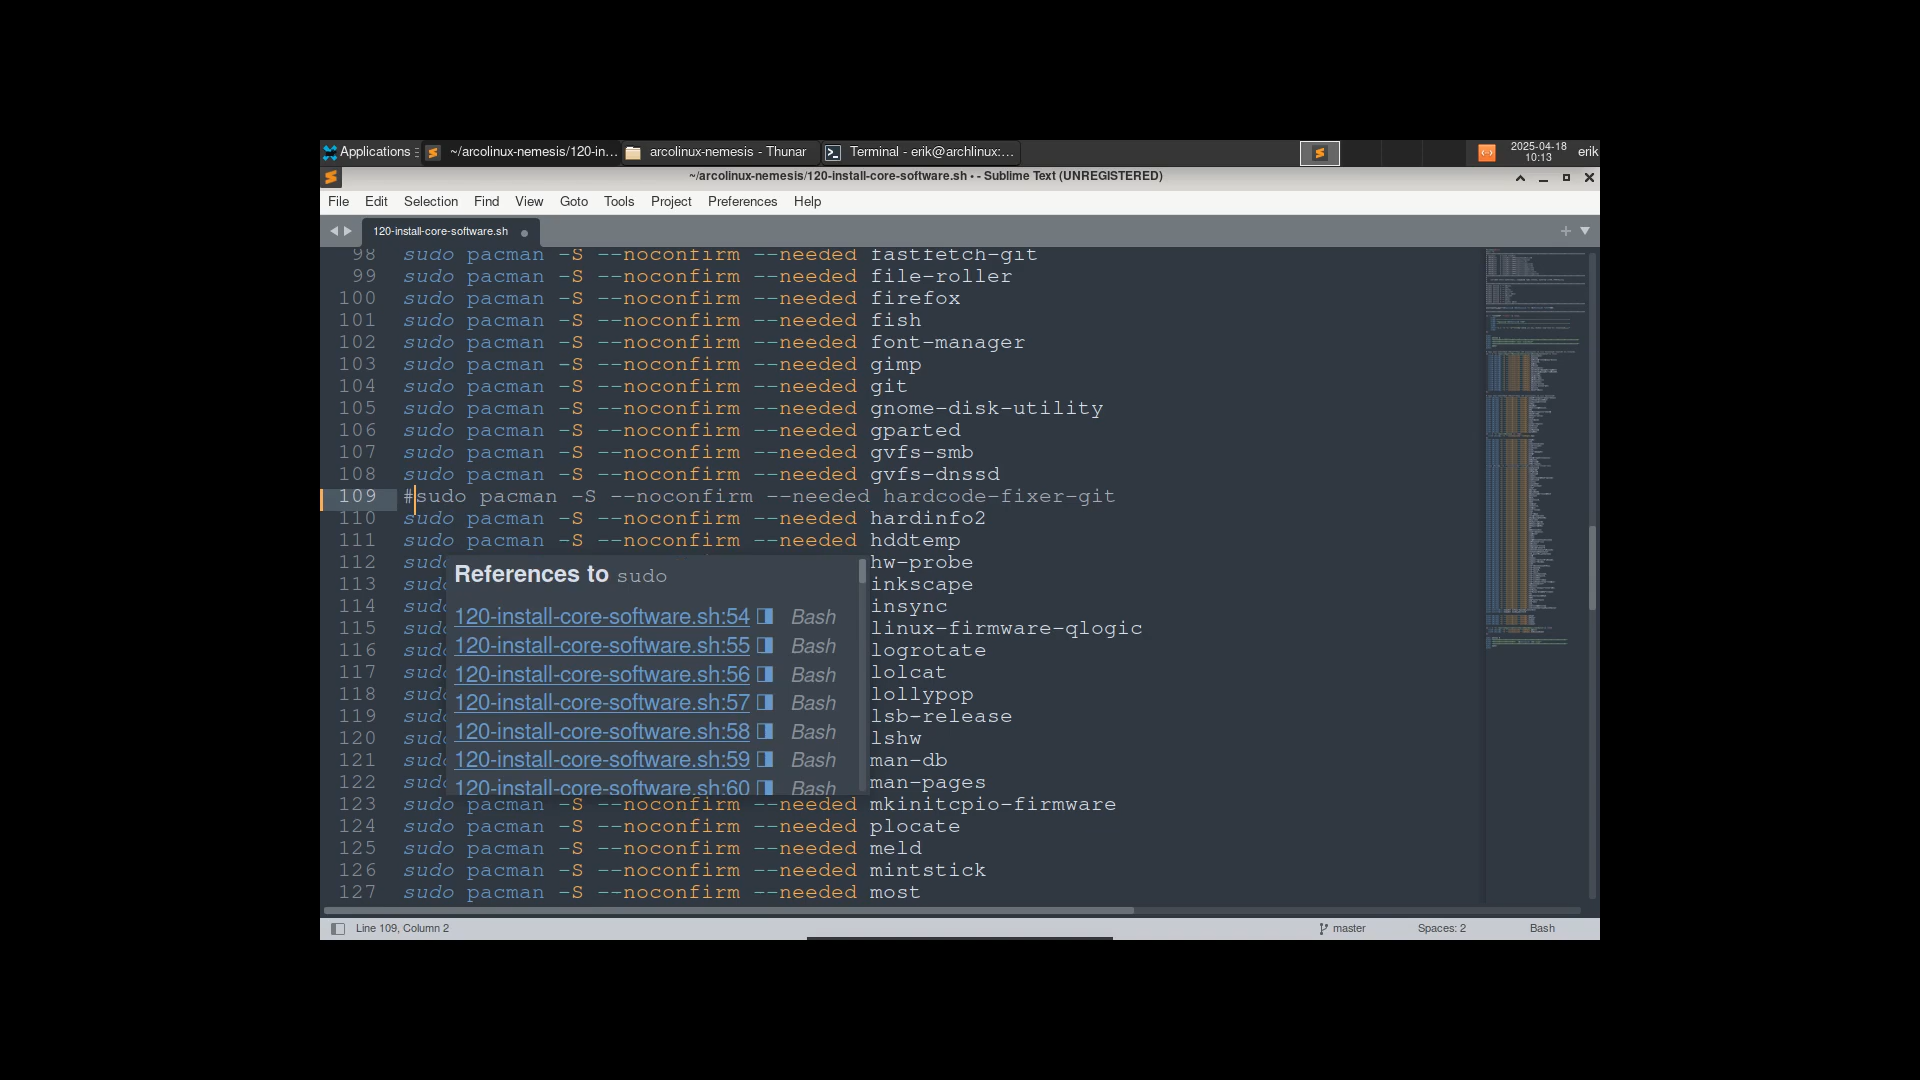 Applications
~/arcolinux-nemesis/120-in...
arcolinux-nemesis - Thunar
Terminal - erik@archlinux:...
2025-04-18
10:13
erik
~/arcolinux-nemesis/120-install-core-software.sh • - Sublime Text (UNREGISTERED)
File Edit Selection Find View Goto Tools Project Preferences Help
120-install-core-software.sh
98 sudo pacman -S --noconfirm --needed fastfetch-git
99 sudo pacman -S --noconfirm --needed file-roller
100 sudo pacman -S --noconfirm --needed firefox
101 sudo pacman -S --noconfirm --needed fish
102 sudo pacman -S --noconfirm --needed font-manager
103 sudo pacman -S --noconfirm --needed gimp
104 sudo pacman -S --noconfirm --needed git
105 sudo pacman -S --noconfirm --needed gnome-disk-utility
106 sudo pacman -S --noconfirm --needed gparted
107 sudo pacman -S --noconfirm --needed gvfs-smb
108 sudo pacman -S --noconfirm --needed gvfs-dnssd
109 #sudo pacman -S --noconfirm --needed hardcode-fixer-git
110 sudo pacman -S --noconfirm --needed hardinfo2
111 sudo pacman -S --noconfirm --needed hddtemp
112 sudo hw-probe
113 sudo inkscape
114 sudo insync
115 sudo linux-firmware-qlogic
116 sudo logrotate
117 sudo lolcat
118 sudo lollypop
119 sudo lsb-release
120 sudo lshw
121 sudo man-db
122 sudo man-pages
123 sudo pacman -S --noconfirm --needed mkinitcpio-firmware
124 sudo pacman -S --noconfirm --needed plocate
125 sudo pacman -S --noconfirm --needed meld
126 sudo pacman -S --noconfirm --needed mintstick
127 sudo pacman -S --noconfirm --needed most
References to sudo
120-install-core-software.sh:54 Bash
120-install-core-software.sh:55 Bash
120-install-core-software.sh:56 Bash
120-install-core-software.sh:57 Bash
120-install-core-software.sh:58 Bash
120-install-core-software.sh:59 Bash
120-install-core-software.sh:60 Bash
Line 109, Column 2
master
Spaces: 2
Bash